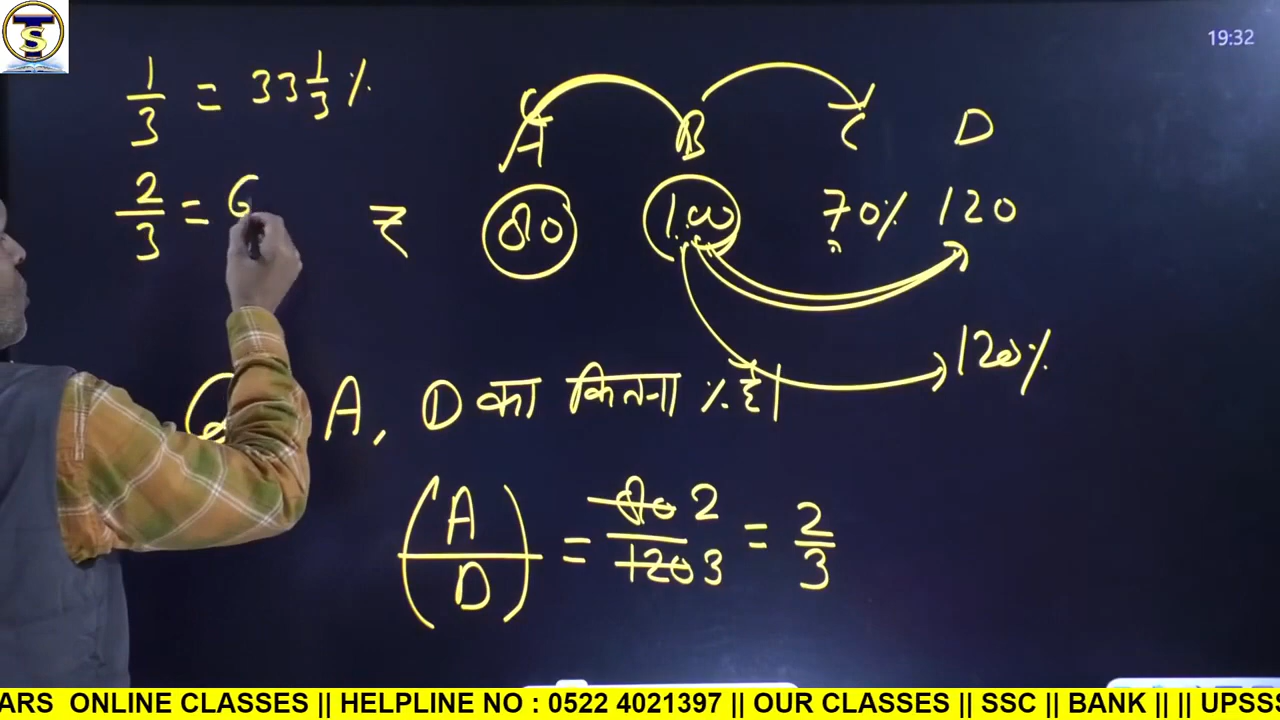 TS
19:32
1/3 = 33 1/3 %
A B C D
2/3 = 6
₹ 80 100 70% 120
120%
A, D का कितना % है।
(A/D) = 80 2 / 120 3 = 2/3
ARS ONLINE CLASSES || HELPLINE NO : 0522 4021397 || OUR CLASSES || SSC || BANK || || UPSSS